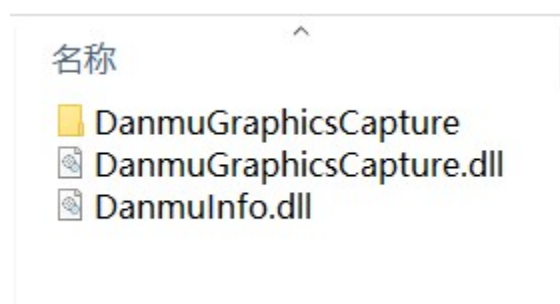 名称
DanmuGraphicsCapture
DanmuGraphicsCapture.dll
DanmuInfo.dll